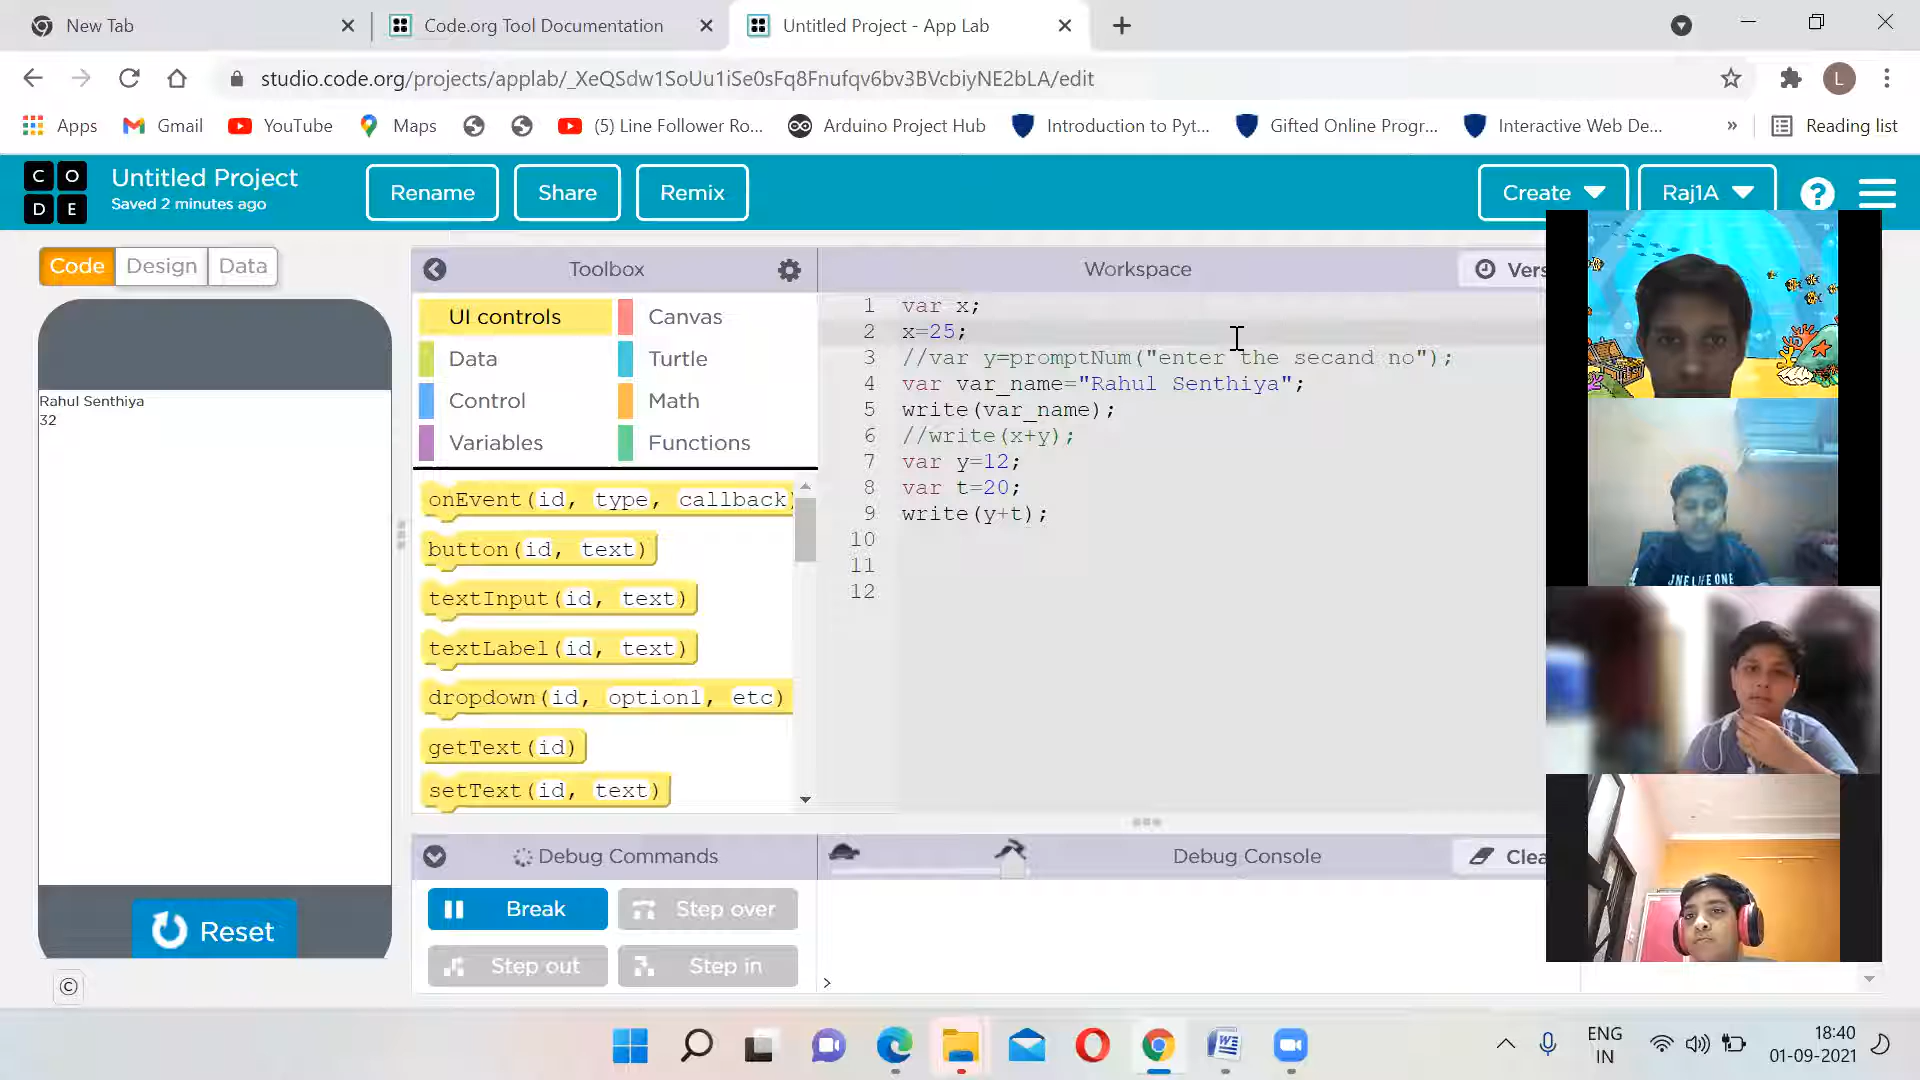 New Tab
Code.org Tool Documentation
Untitled Project - App Lab
studio.code.org/projects/applab/_XeQSdw1SoUu1iSe0sFq8Fnufqv6bv3BVcbiyNE2bLA/edit
L
Apps
Gmail
YouTube
Maps
(5) Line Follower Ro...
Arduino Project Hub
Introduction to Pyt...
Gifted Online Progr...
Interactive Web De...
»
Reading list
C O D E
Untitled Project
Saved 2 minutes ago
Rename
Share
Remix
Create
Raj1A
?
Code
Design
Data
Toolbox
Workspace
Vers
Rahul Senthiya
32
UI controls
Canvas
Data
Turtle
Control
Math
Variables
Functions
onEvent(id, type, callback)
button(id, text)
textInput(id, text)
textLabel(id, text)
dropdown(id, option1, etc)
getText(id)
setText(id, text)
1 var x;
2 x=25;
3 //var y=promptNum("enter the secand no");
4 var var_name="Rahul Senthiya";
5 write(var_name);
6 //write(x+y);
7 var y=12;
8 var t=20;
9 write(y+t);
10
11
12
JNE LIFE ONE
Debug Commands
Debug Console
Clea
Break
Step over
Step out
Step in
>
Reset
©
W
ENG
IN
18:40
01-09-2021